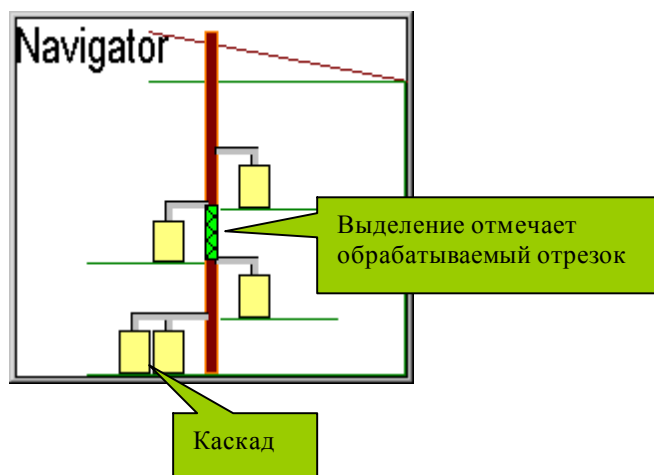 Navigator
Выделение отмечает
обрабатываемый отрезок
Каскад